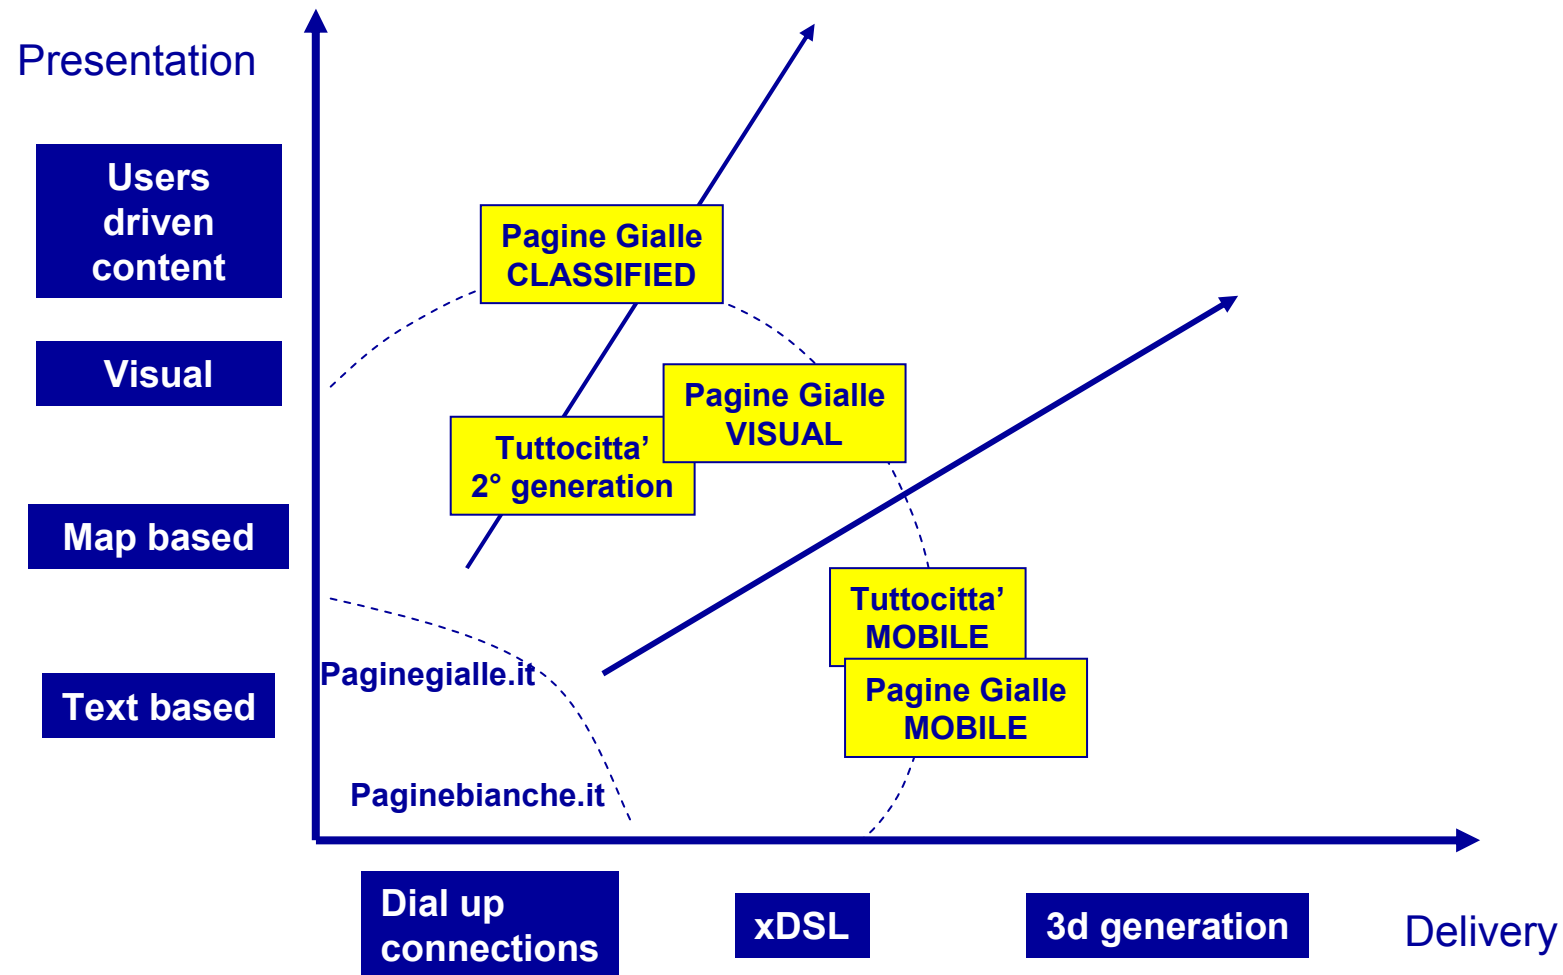 Presentation
Users
driven
content
Pagine Gialle
CLASSIFIED
Visual
Pagine Gialle
VISUAL
Tuttocitta’
2° generation
Map based
Tuttocitta’
MOBILE
Paginegialle.it
Pagine Gialle
MOBILE
Text based
Paginebianche.it
Dial up
connections
xDSL
3d generation
Delivery